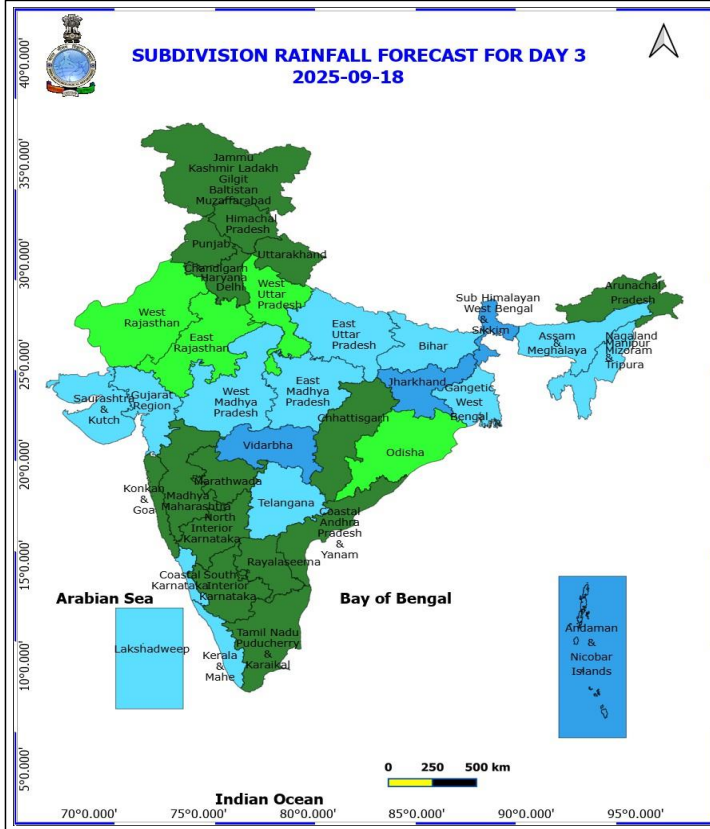 SUBDIVISION RAINFALL FORECAST FOR DAY 3
2025-09-18
40°0.000'
35°0.000'
30°0.000'
25°0.000'
20°0.000'
15°0.000'
10°0.000'
5°0.000'
Jammu
Kashmir Ladakh
Gilgit
Baltistan
Muzaffarabad
Himachal
Pradesh
Punjab
Uttarakhand
Chandigarh
Haryana
Delhi
West
Uttar
Pradesh
West
Rajasthan
East
Rajasthan
East
Uttar
Pradesh
Bihar
Sub Himalayan
West Bengal
&
Sikkim
Arunachal
Pradesh
Assam
&
Meghalaya
Nagaland
Manipur
Mizoram
&
Tripura
Saurashtra
&
Kutch
Gujarat
Region
West
Madhya
Pradesh
East
Madhya
Pradesh
Jharkhand
Gangetic
West
Bengal
Chhattisgarh
Vidarbha
Odisha
Konkan
&
Goa
Madhya
Maharashtra
Marathwada
Telangana
North
Interior
Karnataka
Coastal
Andhra
Pradesh
&
Yanam
Rayalaseema
Coastal
Karnataka
South
Interior
Karnataka
Arabian Sea
Bay of Bengal
Lakshadweep
Kerala
& Mahe
Tamil Nadu
Puducherry
&
Karaikal
Andaman
&
Nicobar
Islands
0 250 500 km
Indian Ocean
70°0.000' 75°0.000' 80°0.000' 85°0.000' 90°0.000' 95°0.000'